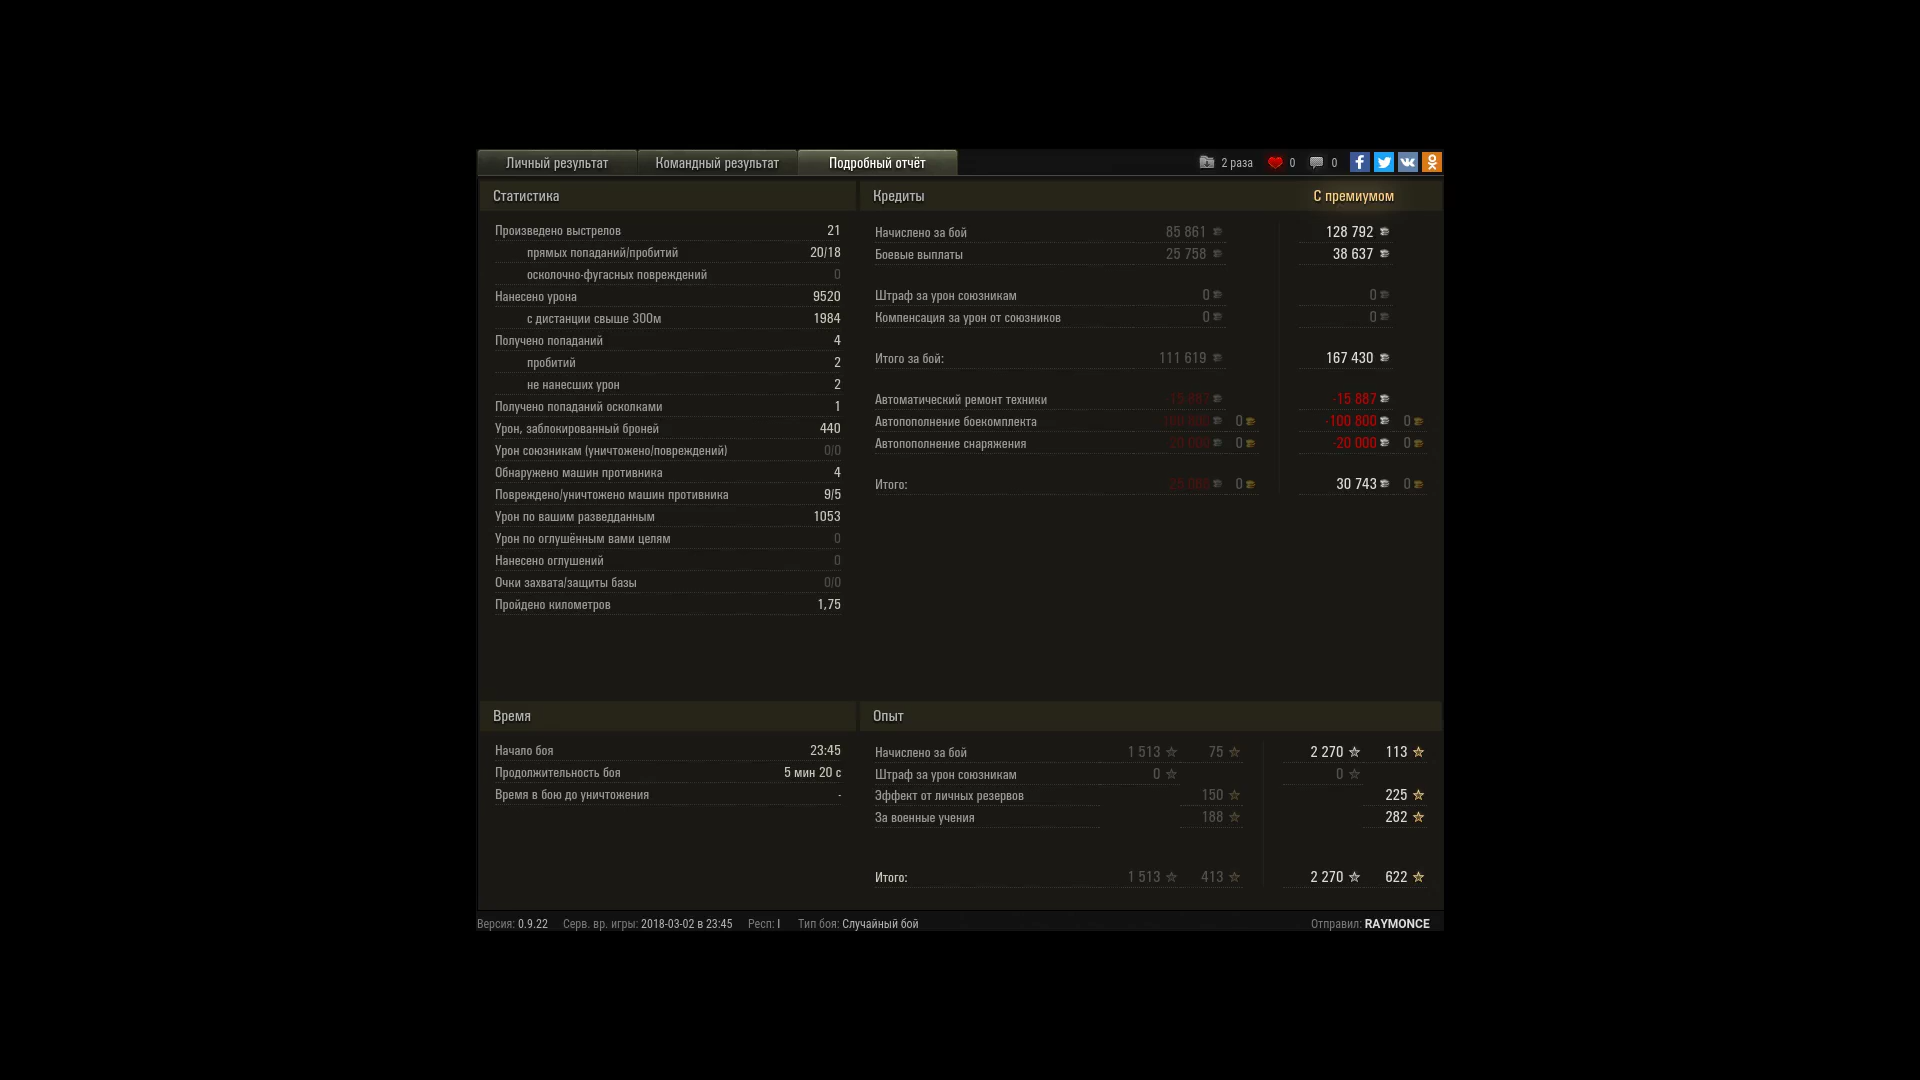 Личный результат Командный результат Подробный отчёт 2 раза 0 0
Статистика
Произведено выстрелов 21
прямых попаданий/пробитий 20/18
осколочно-фугасных повреждений 0
Нанесено урона 9520
с дистанции свыше 300м 1984
Получено попаданий 4
пробитий 2
не нанесших урон 2
Получено попаданий осколками 1
Урон, заблокированный броней 440
Урон союзникам (уничтожено/повреждений) 0/0
Обнаружено машин противника 4
Повреждено/уничтожено машин противника 9/5
Урон по вашим разведданным 1053
Урон по оглушённым вами целям 0
Нанесено оглушений 0
Очки захвата/защиты базы 0/0
Пройдено километров 1,75
Кредиты С премиумом
Начислено за бой 85 861 128 792
Боевые выплаты 25 758 38 637
Штраф за урон союзникам 0 0
Компенсация за урон от союзников 0 0
Итого за бой: 111 619 167 430
Автоматический ремонт техники -15 887 -15 887
Автопополнение боекомплекта 0 -100 800 0
Автопополнение снаряжения 0 -20 000 0
Итого: 0 30 743 0
Время
Начало боя 23:45
Продолжительность боя 5 мин 20 с
Время в бою до уничтожения -
Опыт
Начислено за бой 1 513 75 2 270 113
Штраф за урон союзникам 0 0
Эффект от личных резервов 150 225
За военные учения 188 282
Итого: 1 513 413 2 270 622
Версия: 0.9.22 Серв. вр. игры: 2018-03-02 в 23:45 Респ: I Тип боя: Случайный бой Отправил: RAYMONCE